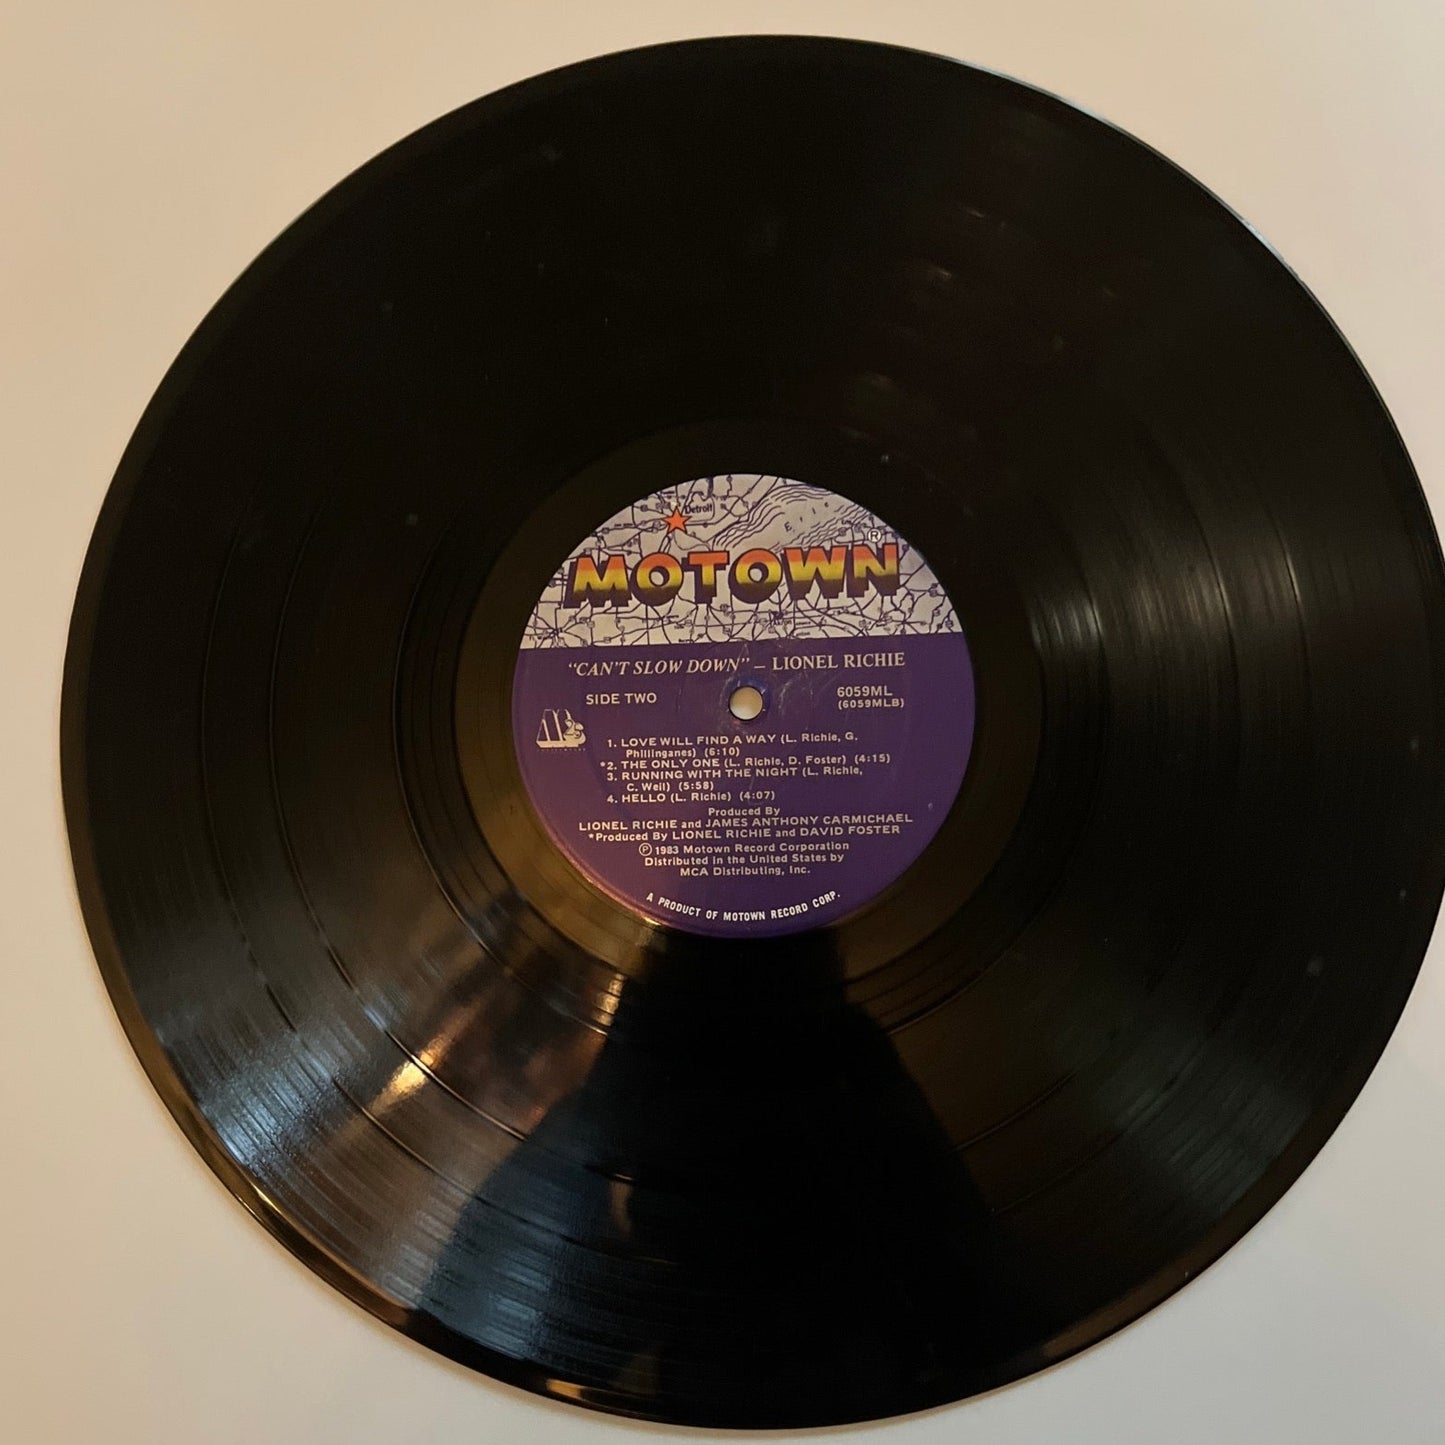 Detroit
Erie
MOTOWN®
"CAN'T SLOW DOWN" – LIONEL RICHIE
SIDE TWO
6059ML
(6059MLB)
1. LOVE WILL FIND A WAY (L. Richie, G.
Phillinganes) (6:10)
*2. THE ONLY ONE (L. Richie, D. Foster) (4:15)
3. RUNNING WITH THE NIGHT (L. Richie,
C. Weil) (5:58)
4. HELLO (L. Richie) (4:07)
Produced By
LIONEL RICHIE and JAMES ANTHONY CARMICHAEL
*Produced By LIONEL RICHIE and DAVID FOSTER
℗ 1983 Motown Record Corporation
Distributed in the United States by
MCA Distributing, Inc.
A PRODUCT OF MOTOWN RECORD CORP.